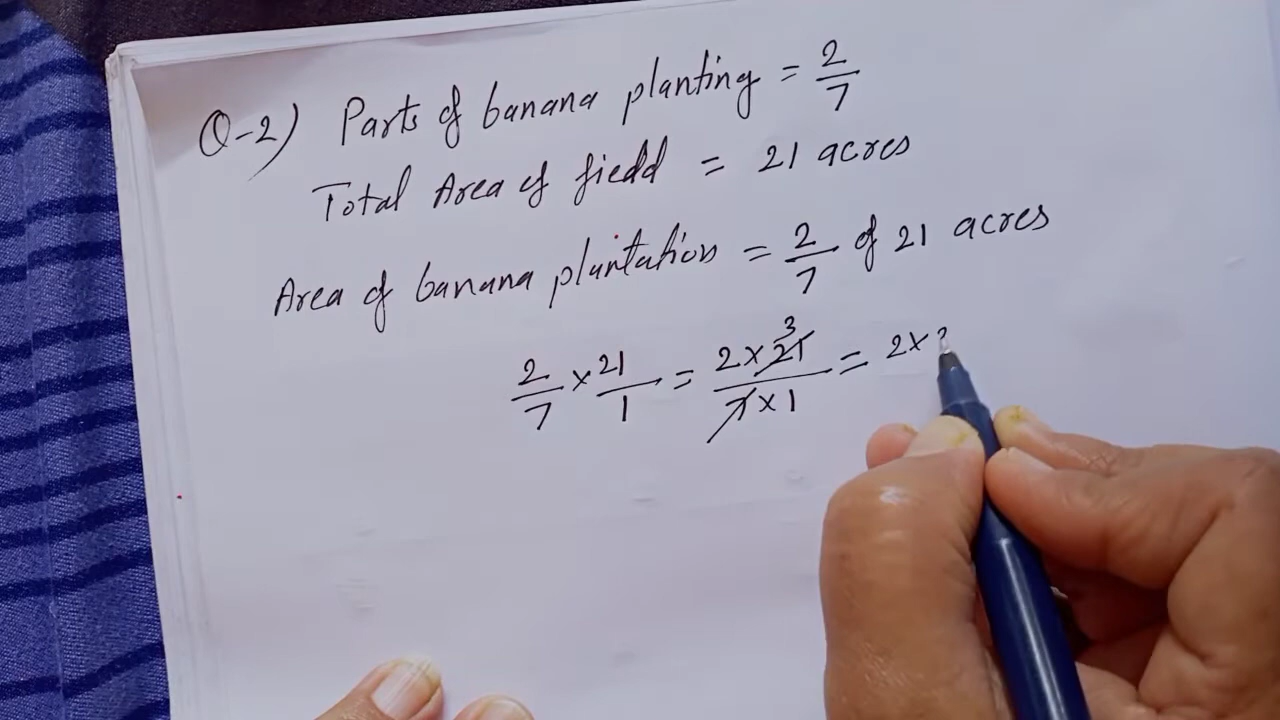 Q-2) Parts of banana planting = 2/7
Total Area of fiedd = 21 acres
Area of banana plantation = 2/7 of 21 acres
2/7 × 21/1 = 2 × 21 3 / 7 × 1 = 2 ×